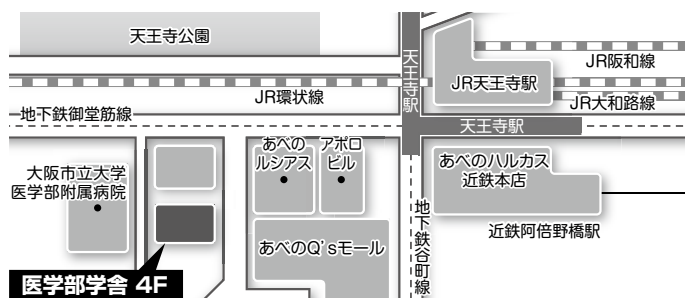 天王寺公園
天王寺駅
JR天王寺駅
JR阪和線
JR環状線
JR大和路線
地下鉄御堂筋線
天王寺駅
大阪市立大学
医学部附属病院
あべの
ルシアス
アポロ
ビル
あべのハルカス
近鉄本店
地下鉄谷町線
近鉄阿倍野橋駅
あべのQ'sモール
医学部学舎 4F